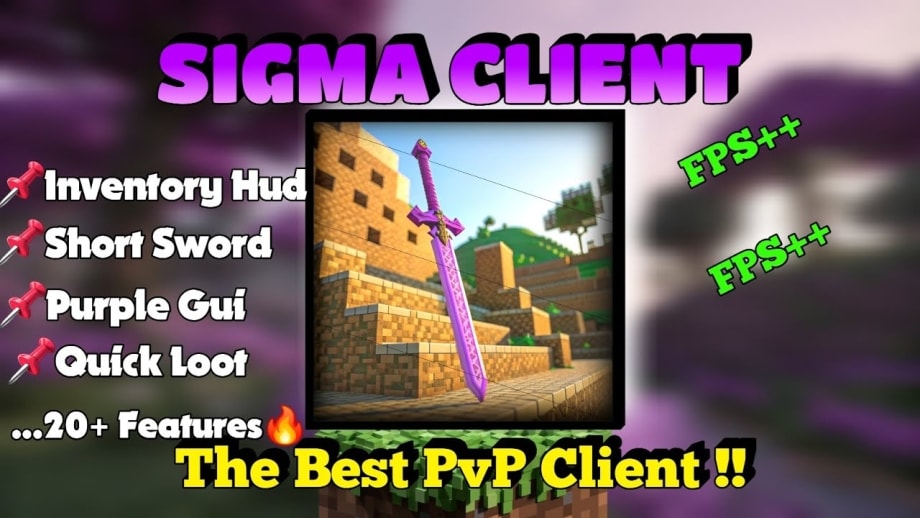 SIGMA CLIENT
FPS++
📌Inventory Hud
📌Short Sword
FPS++
📌Purple Gui
📌Quick Loot
...20+ Features🔥
The Best PvP Client !!